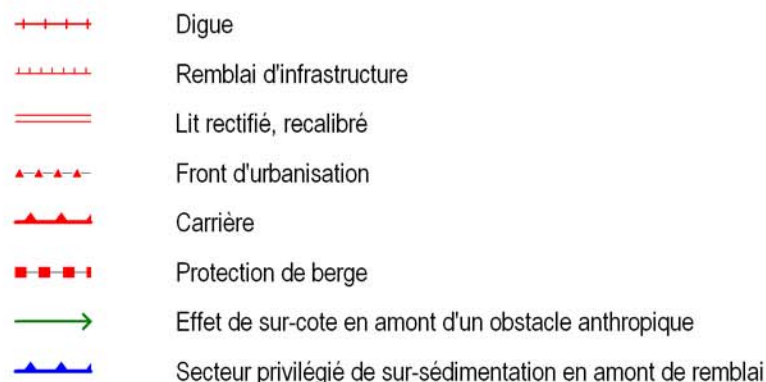 Digue
Remblai d'infrastructure
Lit rectifié, recalibré
Front d'urbanisation
Carrière
Protection de berge
Effet de sur-cote en amont d'un obstacle anthropique
Secteur privilégié de sur-sédimentation en amont de remblai